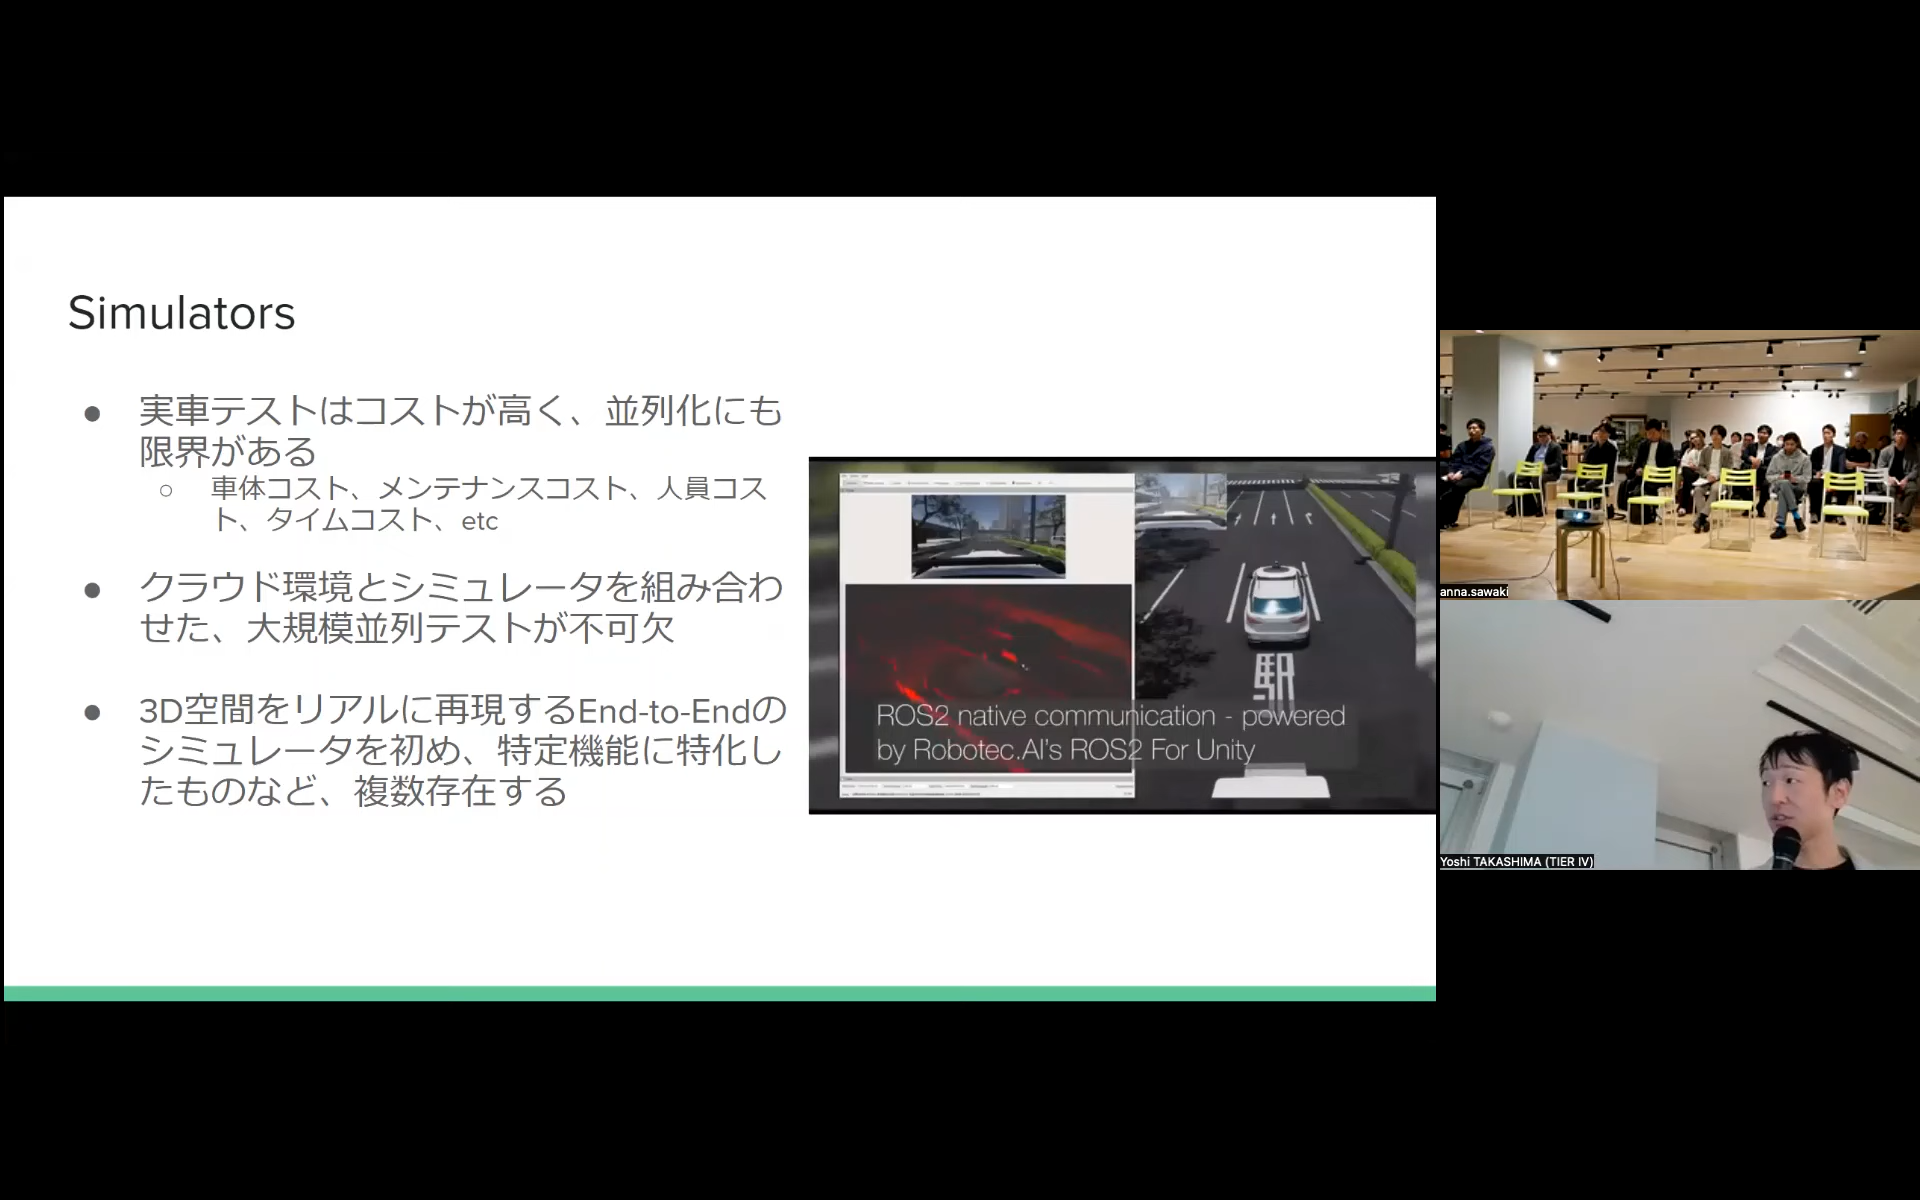 Simulators
● 実車テストはコストが高く、並列化にも
限界がある
○ 車体コスト、メンテナンスコスト、人員コス
ト、タイムコスト、etc
● クラウド環境とシミュレータを組み合わ
せた、大規模並列テストが不可欠
● 3D空間をリアルに再現するEnd-to-Endの
シミュレータを初め、特定機能に特化し
たものなど、複数存在する
駅
ROS2 native communication - powered
by Robotec.AI's ROS2 For Unity
anna.sawaki
Yoshi TAKASHIMA (TIER IV)